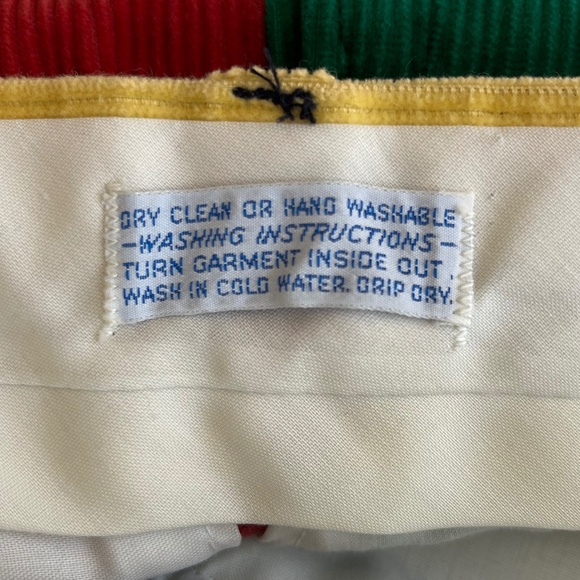 DRY CLEAN OR HAND WASHABLE
-WASHING INSTRUCTIONS-
TURN GARMENT INSIDE OUT.
WASH IN COLD WATER. DRIP DRY.